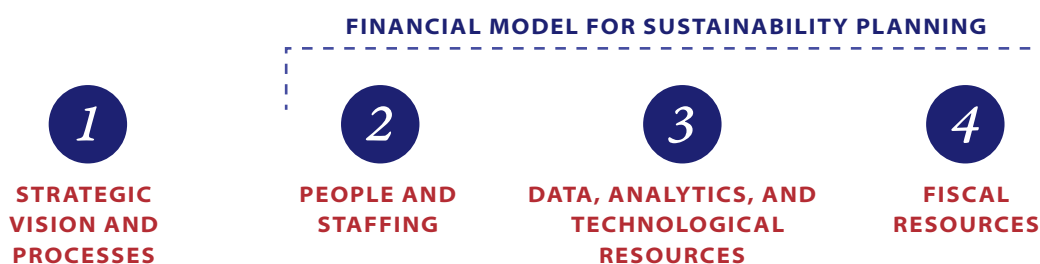 FINANCIAL MODEL FOR SUSTAINABILITY PLANNING
1
STRATEGIC
VISION AND
PROCESSES
2
PEOPLE AND
STAFFING
3
DATA, ANALYTICS, AND
TECHNOLOGICAL
RESOURCES
4
FISCAL
RESOURCES